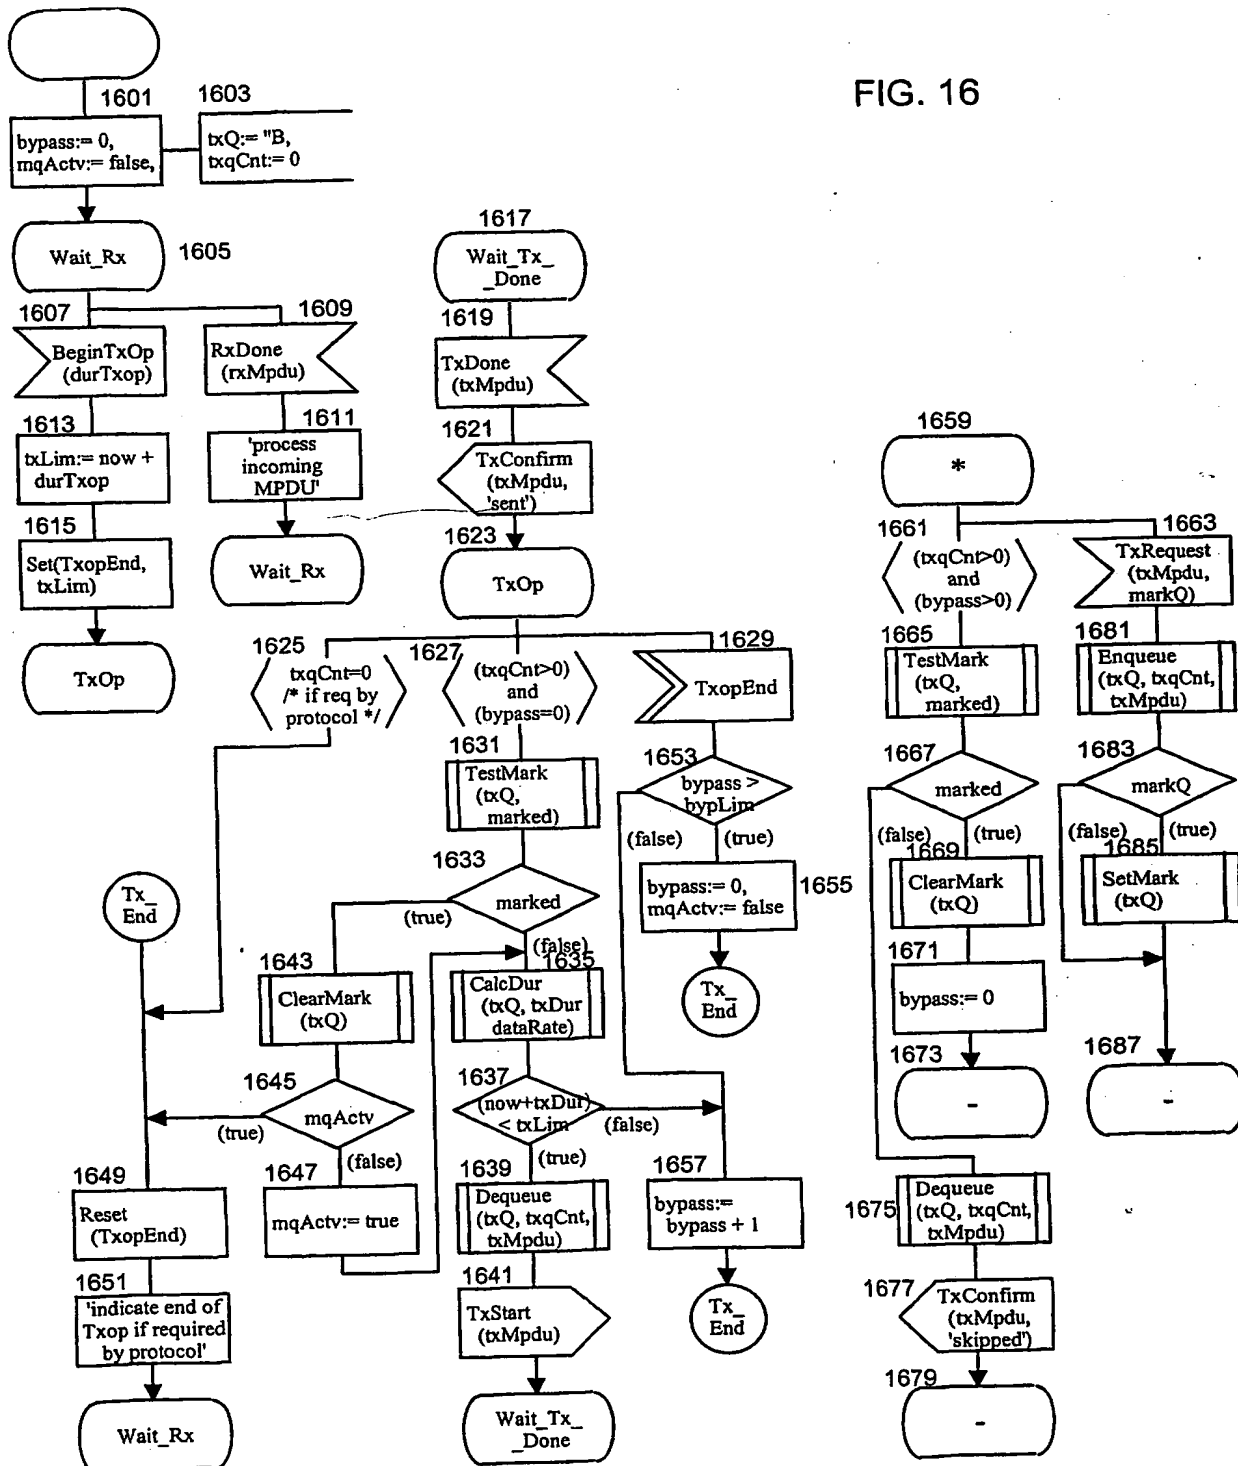 FIG. 16
1601
bypass:= 0,
mqActv:= false,
1603
txQ:= "B,
txqCnt:= 0
Wait_Rx
1605
1607
BeginTxOp
(durTxop)
1609
RxDone
(rxMpdu)
1611
'process
incoming
MPDU'
Wait_Rx
1613
txLim:= now +
durTxop
1615
Set(TxopEnd,
txLim)
TxOp
1617
Wait_Tx_
_Done
1619
TxDone
(txMpdu)
1621
TxConfirm
(txMpdu,
'sent')
1623
TxOp
1625
txqCnt=0
/* if req by
protocol */
1627
(txqCnt>0)
and
(bypass=0)
1629
TxopEnd
1631
TestMark
(txQ,
marked)
1633
marked
(true)
(false)
1635
CalcDur
(txQ, txDur
dataRate)
1637
(now+txDur)
< txLim
(false)
(true)
1639
Dequeue
(txQ, txqCnt,
txMpdu)
1641
TxStart
(txMpdu)
Wait_Tx_
_Done
Tx_
End
1643
ClearMark
(txQ)
1645
mqActv
(true)
(false)
1647
mqActv:= true
1649
Reset
(TxopEnd)
1651
'indicate end of
Txop if required
by protocol'
Wait_Rx
1653
bypass >
bypLim
(false)
(true)
bypass:= 0,
mqActv:= false
1655
Tx_
End
1657
bypass:=
bypass + 1
Tx_
End
1659
*
1661
(txqCnt>0)
and
(bypass>0)
1663
TxRequest
(txMpdu,
markQ)
1665
TestMark
(txQ,
marked)
1667
marked
(false)
(true)
1669
ClearMark
(txQ)
1671
bypass:= 0
1673
-
1675
Dequeue
(txQ, txqCnt,
txMpdu)
1677
TxConfirm
(txMpdu,
'skipped')
1679
-
1681
Enqueue
(txQ, txqCnt,
txMpdu)
1683
markQ
(false)
(true)
1685
SetMark
(txQ)
1687
-